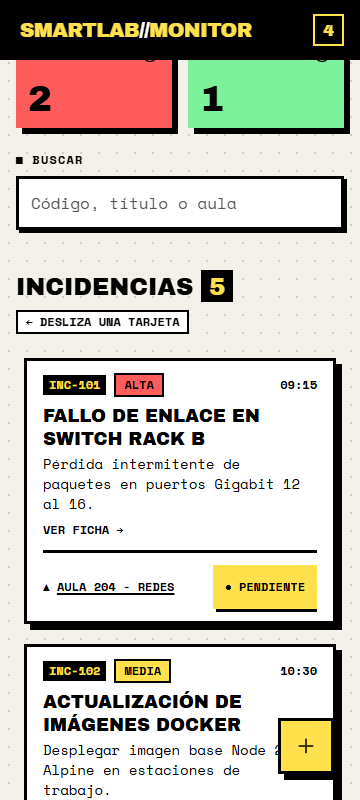 SMARTLAB//MONITOR
4
2
1
■ BUSCAR
Código, título o aula
INCIDENCIAS 5
← DESLIZA UNA TARJETA
INC-101 ALTA 09:15
FALLO DE ENLACE EN
SWITCH RACK B
Pérdida intermitente de
paquetes en puertos Gigabit 12
al 16.
VER FICHA →
▲ AULA 204 - REDES
● PENDIENTE
INC-102 MEDIA 10:30
ACTUALIZACIÓN DE
IMÁGENES DOCKER
Desplegar imagen base Node
Alpine en estaciones de
trabajo.
+